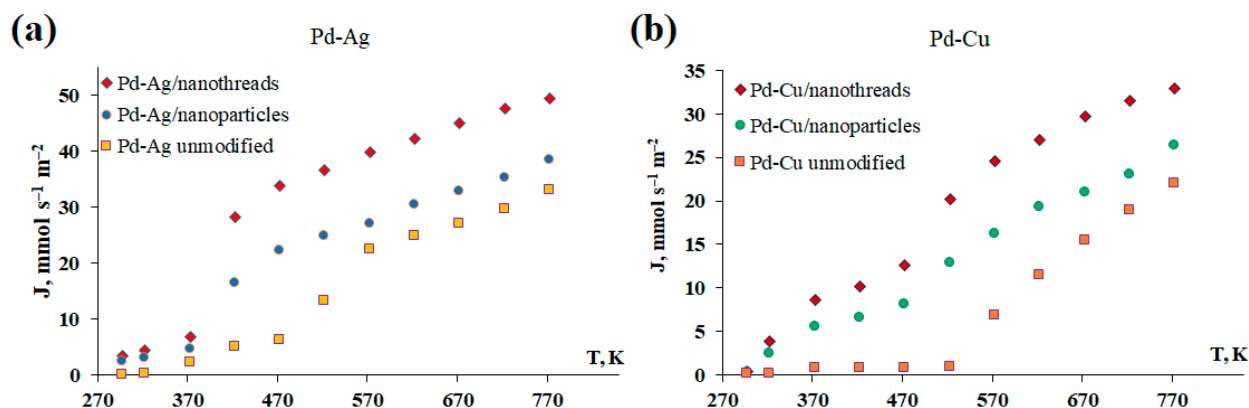 (a)
Pd-Ag
Pd-Ag/nanothreads
Pd-Ag/nanoparticles
Pd-Ag unmodified
J, mmol s⁻¹ m⁻²
50
40
30
20
10
0
270 370 470 570 670 770
T, K
(b)
Pd-Cu
Pd-Cu/nanothreads
Pd-Cu/nanoparticles
Pd-Cu unmodified
J, mmol s⁻¹ m⁻²
35
30
25
20
15
10
5
0
270 370 470 570 670 770
T, K